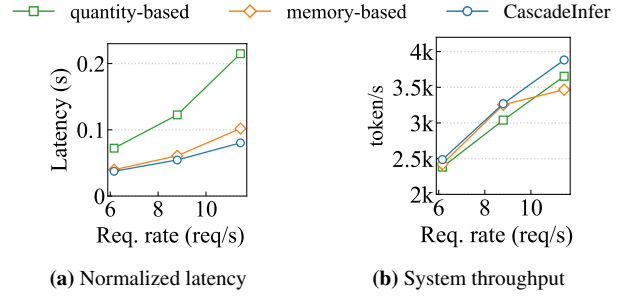 quantity-based memory-based CascadeInfer
0.2
0.1
0
6 8 10
Latency (s)
Req. rate (req/s)
(a) Normalized latency
4k
3.5k
3k
2.5k
2k
6 8 10
token/s
Req. rate (req/s)
(b) System throughput